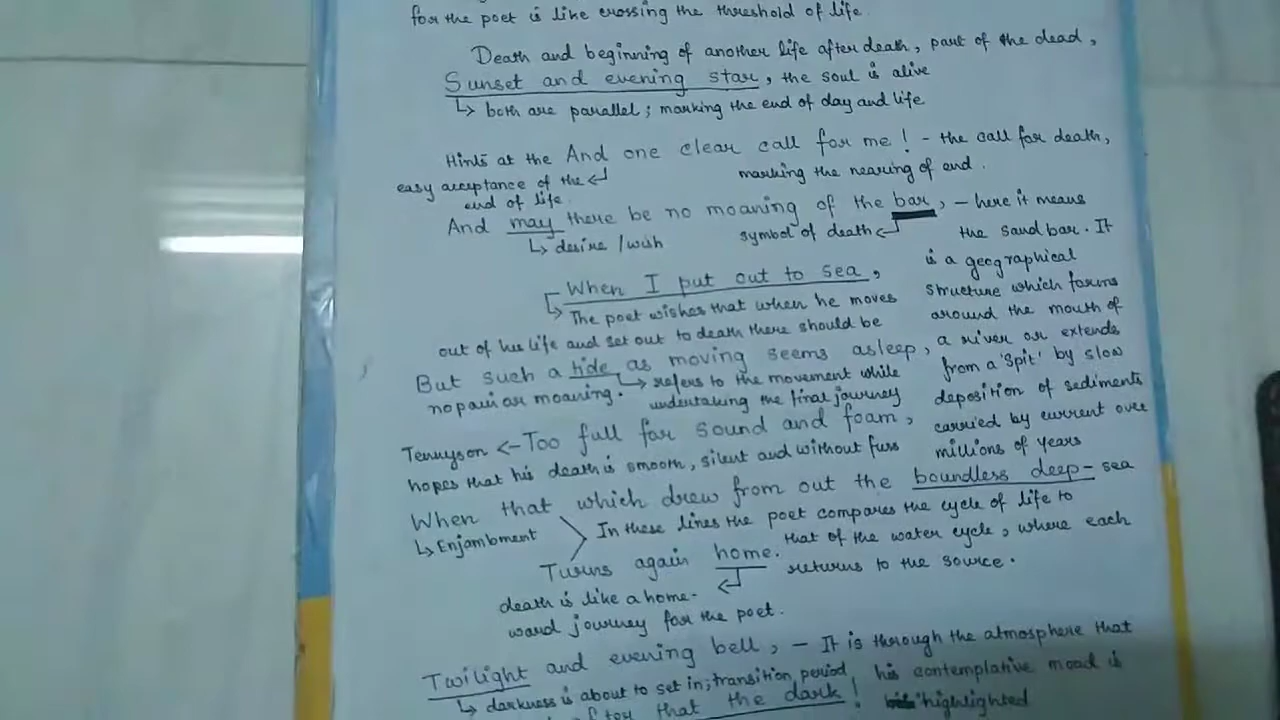 for the poet is like crossing the threshold of life.
Death and beginning of another life after death, part of the dead,
Sunset and evening star, the soul is alive
↳ both are parallel; marking the end of day and life
Hints at the And one clear call for me! - the call for death,
easy acceptance of the ↲ marking the nearing of end.
end of life.
And may there be no moaning of the bar, - here it means
↳ desire / wish symbol of death ↲ the sand bar. It
is a geographical
When I put out to sea, structure which forms
↳ The poet wishes that when he moves around the mouth of
out of his life and set out to death there should be a river or extends
But such a tide as moving seems asleep, from a 'spit' by slow
no pain or moaning. ↳ refers to the movement while deposition of sediments
undertaking the final journey carried by current over
Tennyson <- Too full for sound and foam, millions of years
hopes that his death is smooth, silent and without fuss
When that which drew from out the boundless deep - sea
↳ Enjambment > In these lines the poet compares the cycle of life to
that of the water cycle, where each
Turns again home. returns to the source.
death is like a home-
ward journey for the poet.
Twilight and evening bell, - It is through the atmosphere that
↳ darkness is about to set in; transition period his contemplative mood is
after that the dark! highlighted